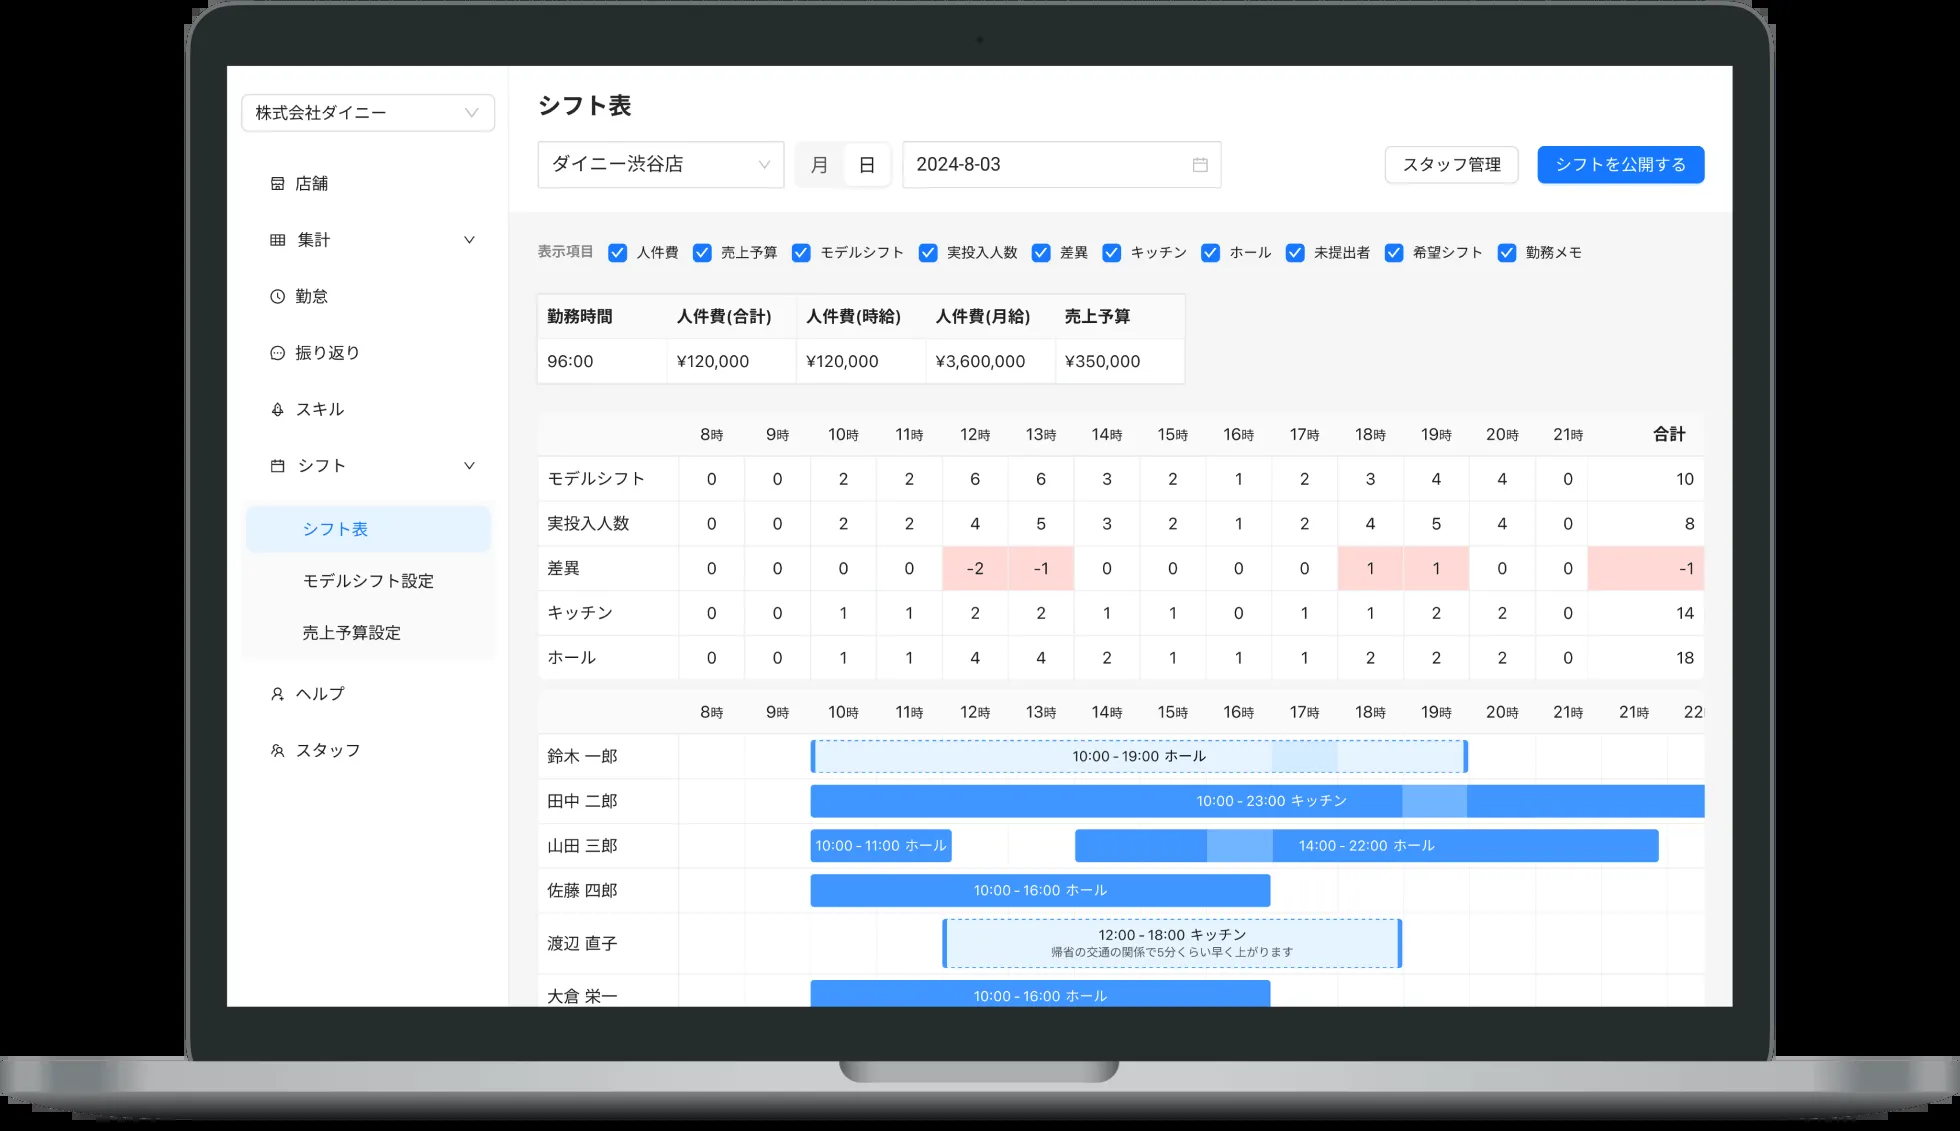 株式会社ダイニー
店舗
集計
勤怠
振り返り
スキル
シフト
シフト表
モデルシフト設定
売上予算設定
ヘルプ
スタッフ
シフト表
ダイニー渋谷店 月 日 2024-8-03 スタッフ管理 シフトを公開する
表示項目 人件費 売上予算 モデルシフト 実投入人数 差異 キッチン ホール 未提出者 希望シフト 勤務メモ
勤務時間 人件費(合計) 人件費(時給) 人件費(月給) 売上予算
96:00 ¥120,000 ¥120,000 ¥3,600,000 ¥350,000
8時 9時 10時 11時 12時 13時 14時 15時 16時 17時 18時 19時 20時 21時 合計
モデルシフト 0 0 2 2 6 6 3 2 1 2 3 4 4 0 10
実投入人数 0 0 2 2 4 5 3 2 1 2 4 5 4 0 8
差異 0 0 0 0 -2 -1 0 0 0 0 1 1 0 0 -1
キッチン 0 0 1 1 2 2 1 1 0 1 1 2 2 0 14
ホール 0 0 1 1 4 4 2 1 1 1 2 2 2 0 18
8時 9時 10時 11時 12時 13時 14時 15時 16時 17時 18時 19時 20時 21時 21時 22
鈴木 一郎 10:00 - 19:00 ホール
田中 二郎 10:00 - 23:00 キッチン
山田 三郎 10:00 - 11:00 ホール 14:00 - 22:00 ホール
佐藤 四郎 10:00 - 16:00 ホール
渡辺 直子 12:00 - 18:00 キッチン
帰省の交通の関係で5分くらい早く上がります
大倉 栄一 10:00 - 16:00 ホール